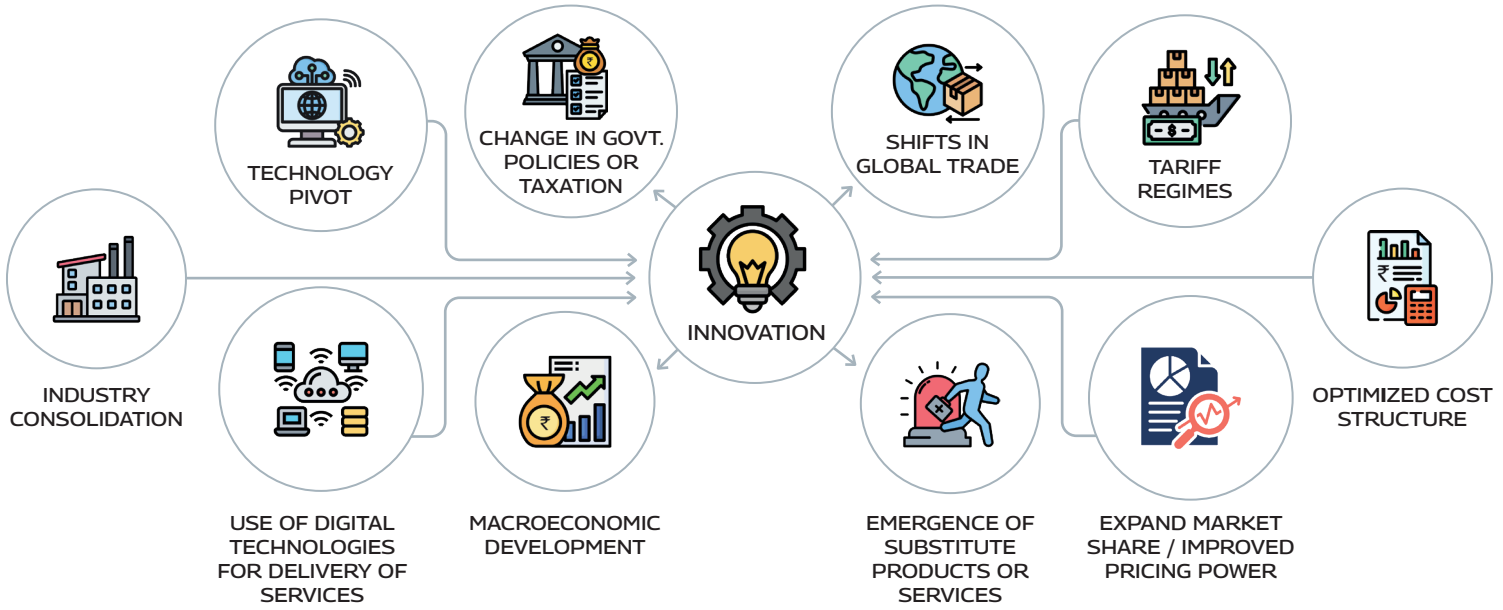 TECHNOLOGY
PIVOT
CHANGE IN GOVT.
POLICIES OR
TAXATION
SHIFTS IN
GLOBAL TRADE
TARIFF
REGIMES
INDUSTRY
CONSOLIDATION
INNOVATION
OPTIMIZED COST
STRUCTURE
USE OF DIGITAL
TECHNOLOGIES
FOR DELIVERY OF
SERVICES
MACROECONOMIC
DEVELOPMENT
EMERGENCE OF
SUBSTITUTE
PRODUCTS OR
SERVICES
EXPAND MARKET
SHARE / IMPROVED
PRICING POWER